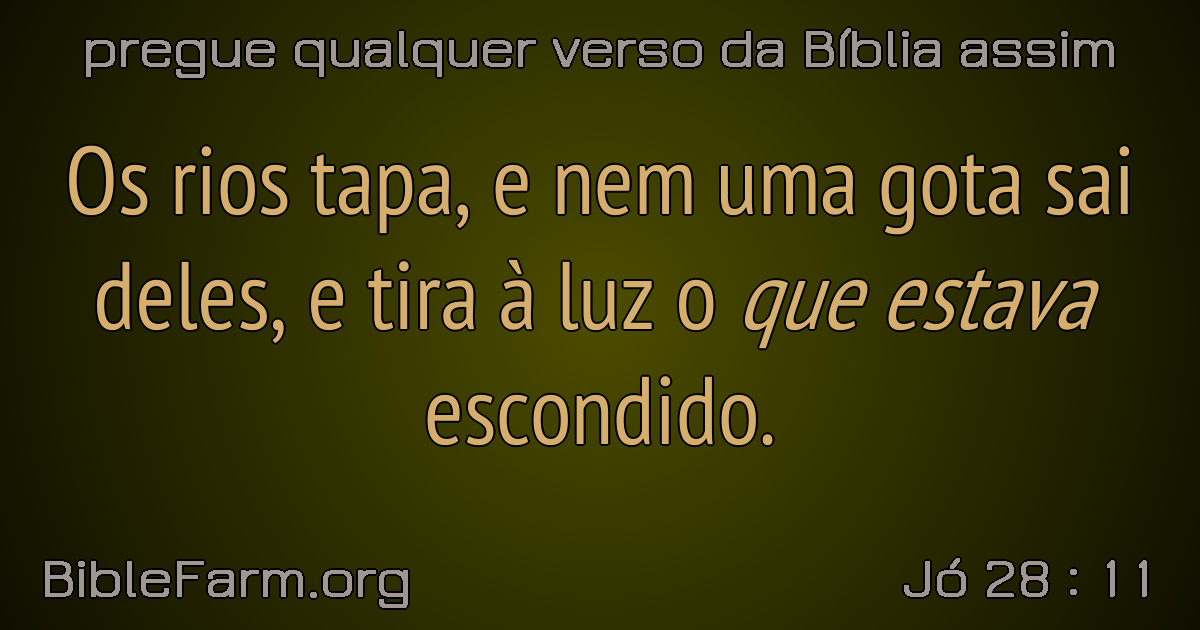 pregue qualquer verso da Bíblia assim
Os rios tapa, e nem uma gota sai
deles, e tira à luz o que estava
escondido.
BibleFarm.org
Jó 28 : 11